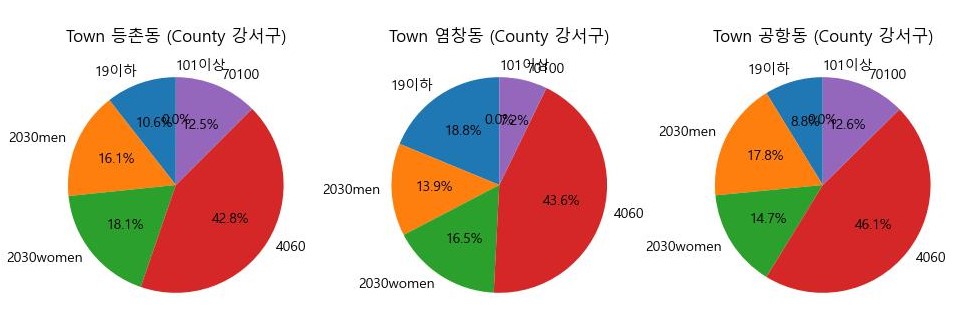 Town 등촌동 (County 강서구)
19이하
101이상
70100
10.6%
0.0%
12.5%
2030men
16.1%
18.1%
42.8%
2030women
4060
Town 염창동 (County 강서구)
19이하
101이상
70100
18.8%
0.0%
7.2%
2030men
13.9%
43.6%
16.5%
4060
2030women
Town 공항동 (County 강서구)
19이하
101이상
70100
8.8%
0.0%
12.6%
2030men
17.8%
14.7%
46.1%
2030women
4060